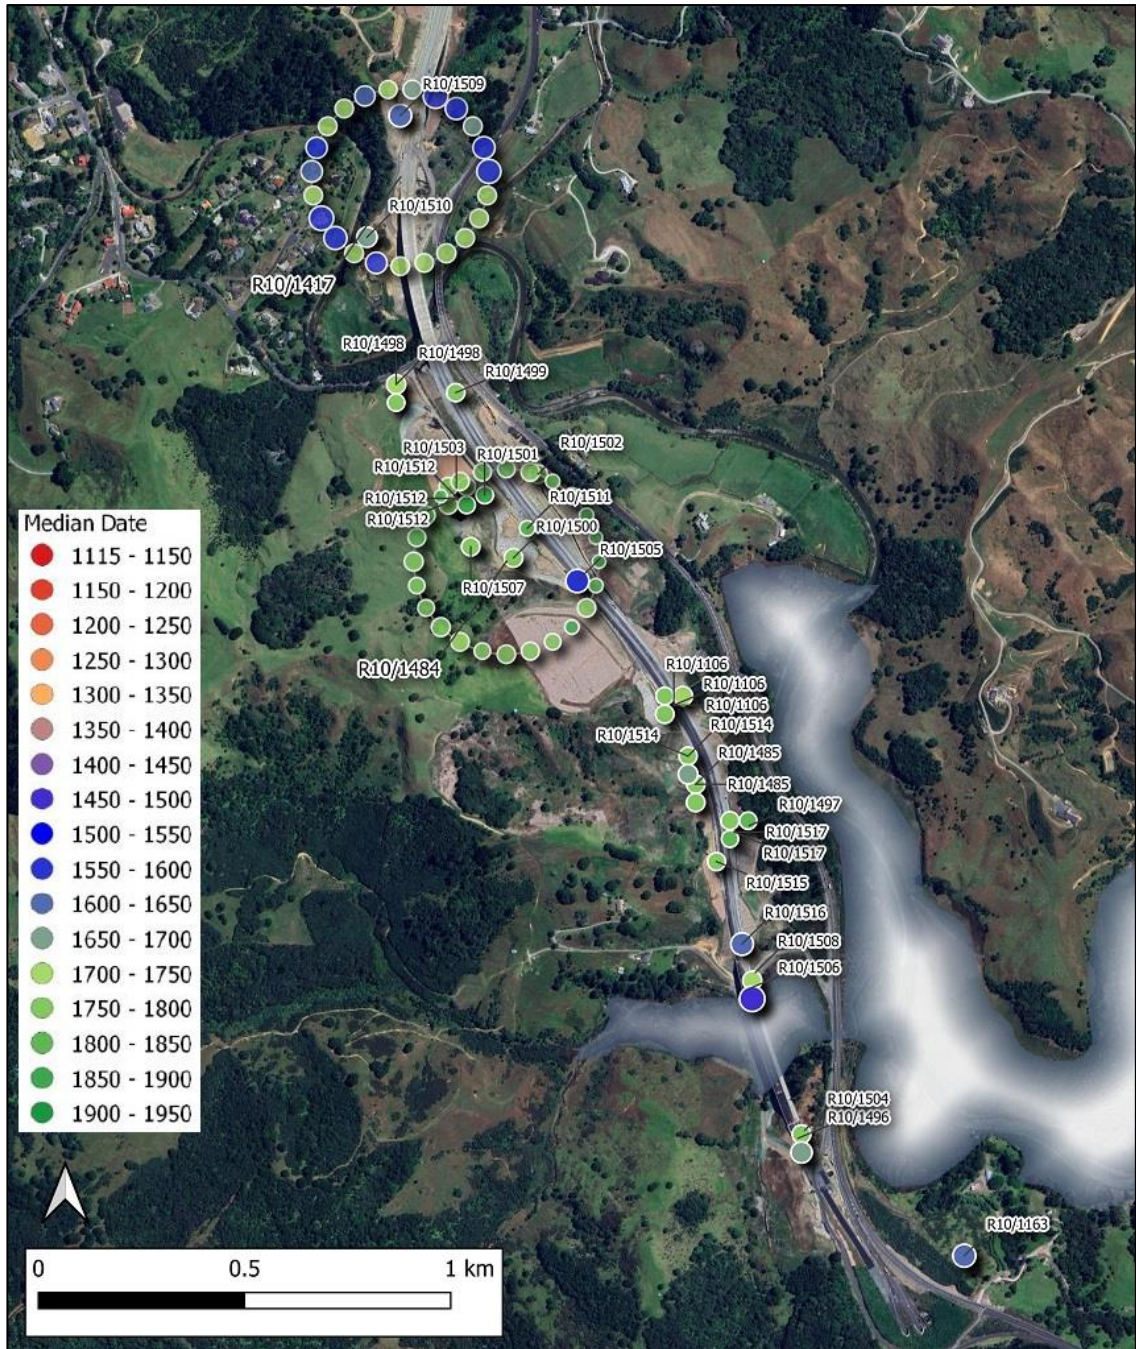 R10/1509
R10/1510
R10/1417
R10/1498
R10/1498
R10/1499
R10/1502
R10/1503
R10/1501
R10/1512
R10/1512
R10/1511
R10/1512
R10/1500
R10/1505
R10/1507
R10/1484
R10/1106
R10/1106
R10/1106
R10/1514
R10/1514
R10/1485
R10/1485
R10/1497
R10/1517
R10/1517
R10/1515
R10/1516
R10/1508
R10/1506
R10/1504
R10/1496
R10/1163
Median Date
1115 - 1150
1150 - 1200
1200 - 1250
1250 - 1300
1300 - 1350
1350 - 1400
1400 - 1450
1450 - 1500
1500 - 1550
1550 - 1600
1600 - 1650
1650 - 1700
1700 - 1750
1750 - 1800
1800 - 1850
1850 - 1900
1900 - 1950
0 0.5 1 km